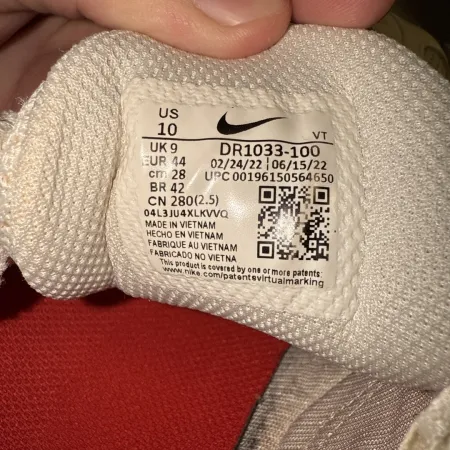 US
10
VT
UK 9
DR1033-100
EUR 44
02/24/22 06/15/22
cm 28
UPC 00196150564650
BR 42
CN 280(2.5)
04L3JU4XLKVVQ
MADE IN VIETNAM
HECHO EN VIETNAM
FABRIQUE AU VIETNAM
FABRICADO NO VIETNA
This product is covered by one or more patents
www.nike.com/patentsvirtualmarking